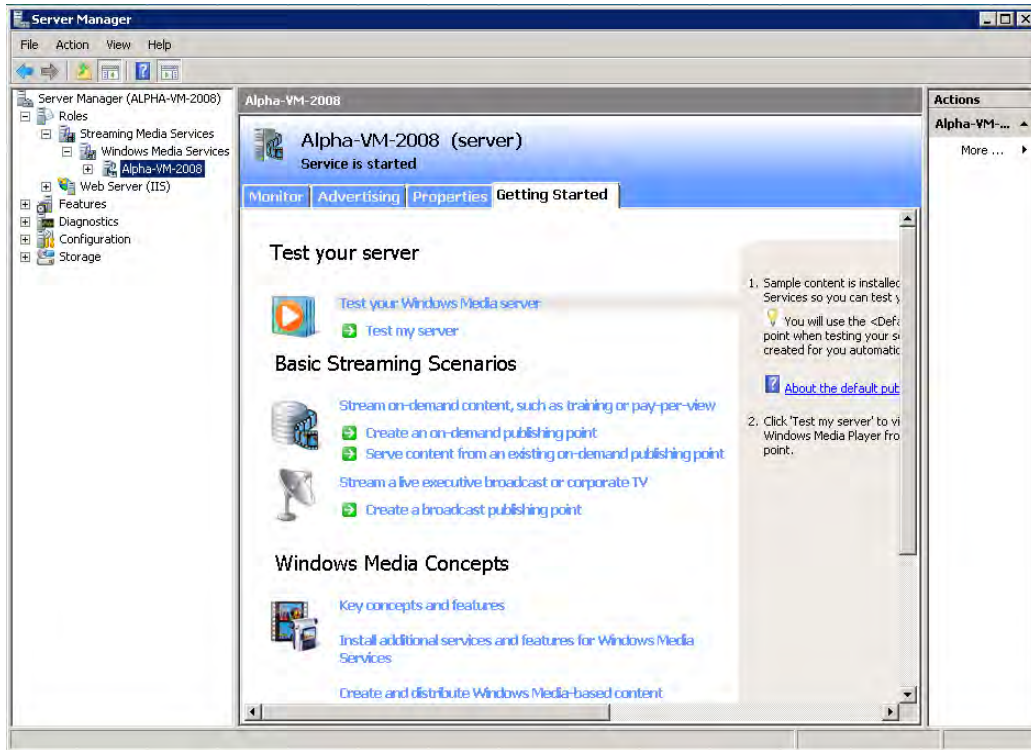 Server Manager
File Action View Help
Server Manager (ALPHA-VM-2008)
Roles
Streaming Media Services
Windows Media Services
Alpha-VM-2008
Web Server (IIS)
Features
Diagnostics
Configuration
Storage
Alpha-VM-2008
Alpha-VM-2008 (server)
Service is started
Monitor Advertising Properties Getting Started
Test your server
Test your Windows Media server
Test my server
Basic Streaming Scenarios
Stream on-demand content, such as training or pay-per-view
Create an on-demand publishing point
Serve content from an existing on-demand publishing point
Stream a live executive broadcast or corporate TV
Create a broadcast publishing point
Windows Media Concepts
Key concepts and features
Install additional services and features for Windows Media
Services
Create and distribute Windows Media-based content
1. Sample content is installed
Services so you can test
You will use the <Defa
point when testing your
created for you automatic
About the default pub
2. Click 'Test my server' to vi
Windows Media Player fro
point.
Actions
Alpha-VM-...
More ...